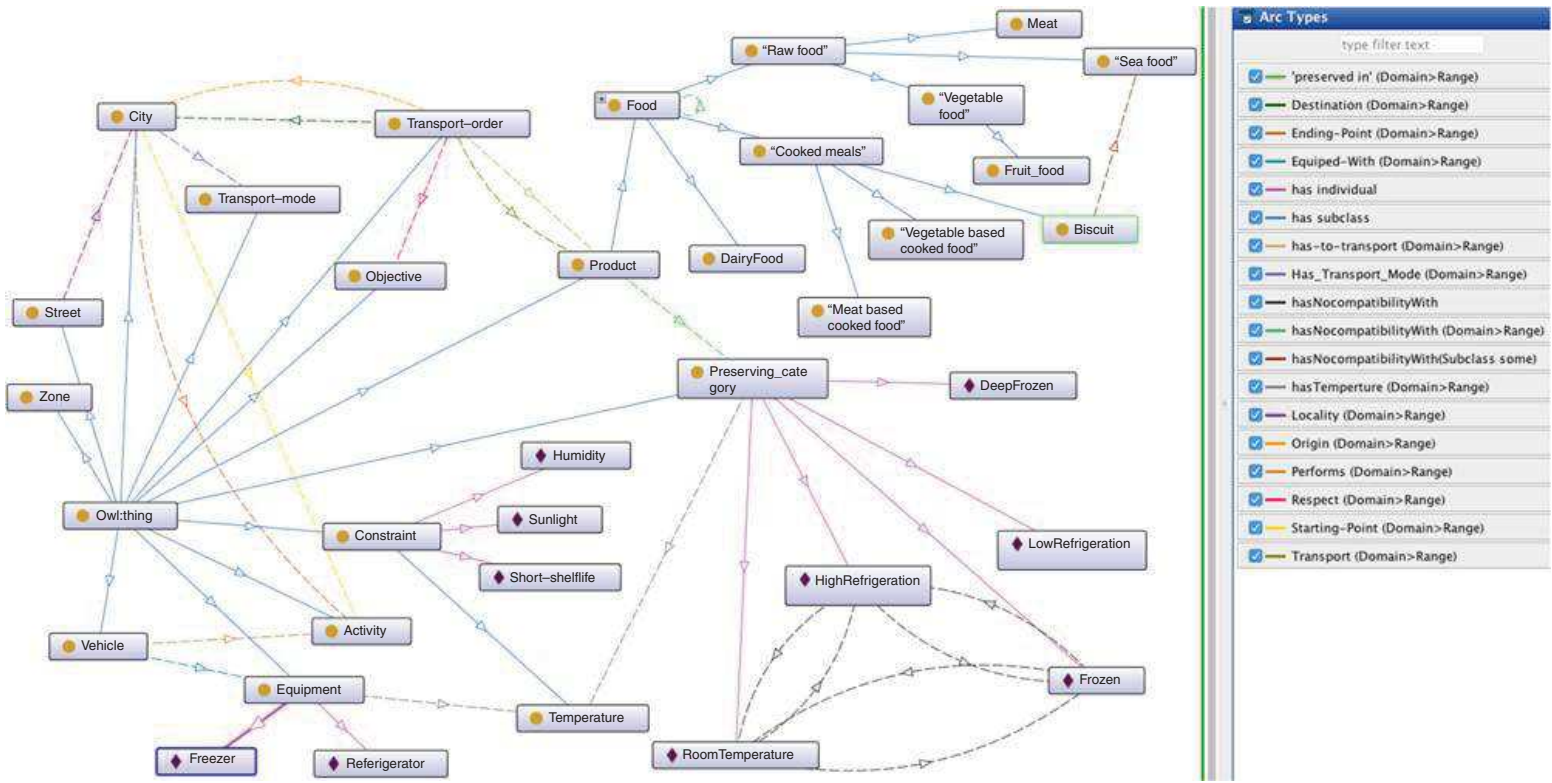 Meat
"Raw food"
"Sea food"
City
Transport–order
Food
"Vegetable
food"
"Cooked meals"
Fruit_food
Transport–mode
"Vegetable based
cooked food"
Biscuit
Objective
Product
DairyFood
Street
"Meat based
cooked food"
Zone
Preserving_cate
gory
DeepFrozen
Humidity
Owl:thing
Sunlight
Constraint
LowRefrigeration
Short–shelflife
HighRefrigeration
Vehicle
Activity
Equipment
Frozen
Temperature
Freezer
Referigerator
RoomTemperature
Arc Types
type filter text
'preserved in' (Domain>Range)
Destination (Domain>Range)
Ending-Point (Domain>Range)
Equiped-With (Domain>Range)
has individual
has subclass
has-to-transport (Domain>Range)
Has_Transport_Mode (Domain>Range)
hasNocompatibilityWith
hasNocompatibilityWith (Domain>Range)
hasNocompatibilityWith(Subclass some)
hasTemperture (Domain>Range)
Locality (Domain>Range)
Origin (Domain>Range)
Performs (Domain>Range)
Respect (Domain>Range)
Starting-Point (Domain>Range)
Transport (Domain>Range)